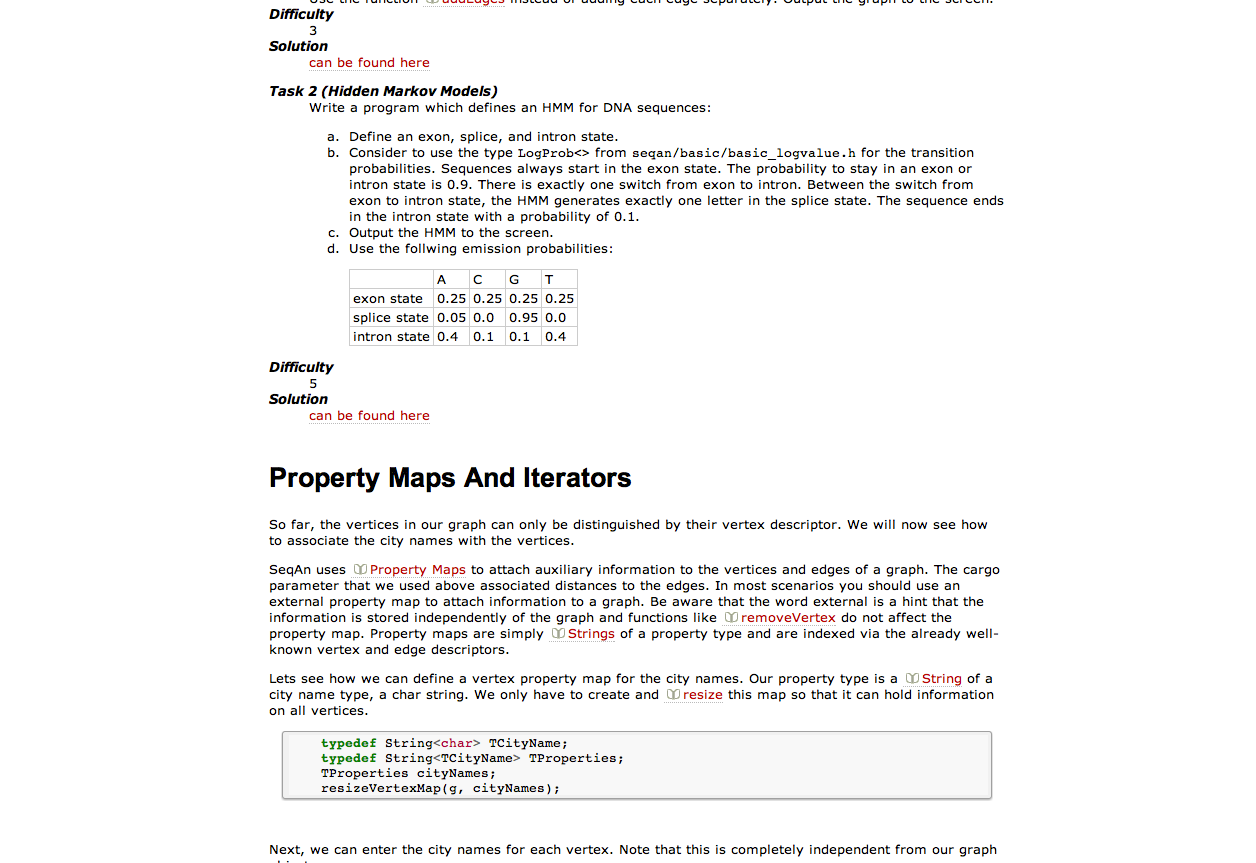 Use the function addEdges instead of adding each edge separately. Output the graph to the screen.
Difficulty
3
Solution
can be found here
Task 2 (Hidden Markov Models)
Write a program which defines an HMM for DNA sequences:
a. Define an exon, splice, and intron state.
b. Consider to use the type LogProb<> from seqan/basic/basic_logvalue.h for the transition
probabilities. Sequences always start in the exon state. The probability to stay in an exon or
intron state is 0.9. There is exactly one switch from exon to intron. Between the switch from
exon to intron state, the HMM generates exactly one letter in the splice state. The sequence ends
in the intron state with a probability of 0.1.
c. Output the HMM to the screen.
d. Use the follwing emission probabilities:
A C G T
exon state 0.25 0.25 0.25 0.25
splice state 0.05 0.0 0.95 0.0
intron state 0.4 0.1 0.1 0.4
Difficulty
5
Solution
can be found here
Property Maps And Iterators
So far, the vertices in our graph can only be distinguished by their vertex descriptor. We will now see how
to associate the city names with the vertices.
SeqAn uses Property Maps to attach auxiliary information to the vertices and edges of a graph. The cargo
parameter that we used above associated distances to the edges. In most scenarios you should use an
external property map to attach information to a graph. Be aware that the word external is a hint that the
information is stored independently of the graph and functions like removeVertex do not affect the
property map. Property maps are simply Strings of a property type and are indexed via the already well-
known vertex and edge descriptors.
Lets see how we can define a vertex property map for the city names. Our property type is a String of a
city name type, a char string. We only have to create and resize this map so that it can hold information
on all vertices.
typedef String<char> TCityName;
typedef String<TCityName> TProperties;
TProperties cityNames;
resizeVertexMap(g, cityNames);
Next, we can enter the city names for each vertex. Note that this is completely independent from our graph